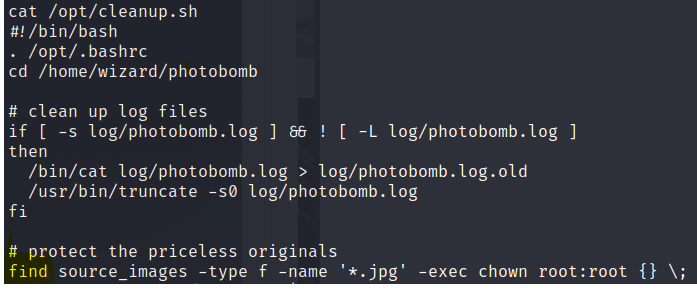 cat /opt/cleanup.sh
#!/bin/bash
. /opt/.bashrc
cd /home/wizard/photobomb

# clean up log files
if [ -s log/photobomb.log ] && ! [ -L log/photobomb.log ]
then
  /bin/cat log/photobomb.log > log/photobomb.log.old
  /usr/bin/truncate -s0 log/photobomb.log
fi

# protect the priceless originals
find source_images -type f -name '*.jpg' -exec chown root:root {} \;